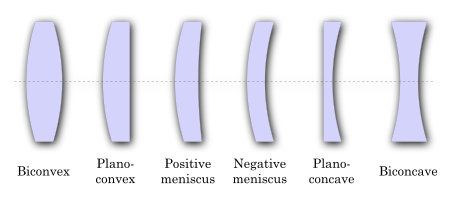 Biconvex
Plano-
convex
Positive
meniscus
Negative
meniscus
Plano-
concave
Biconcave